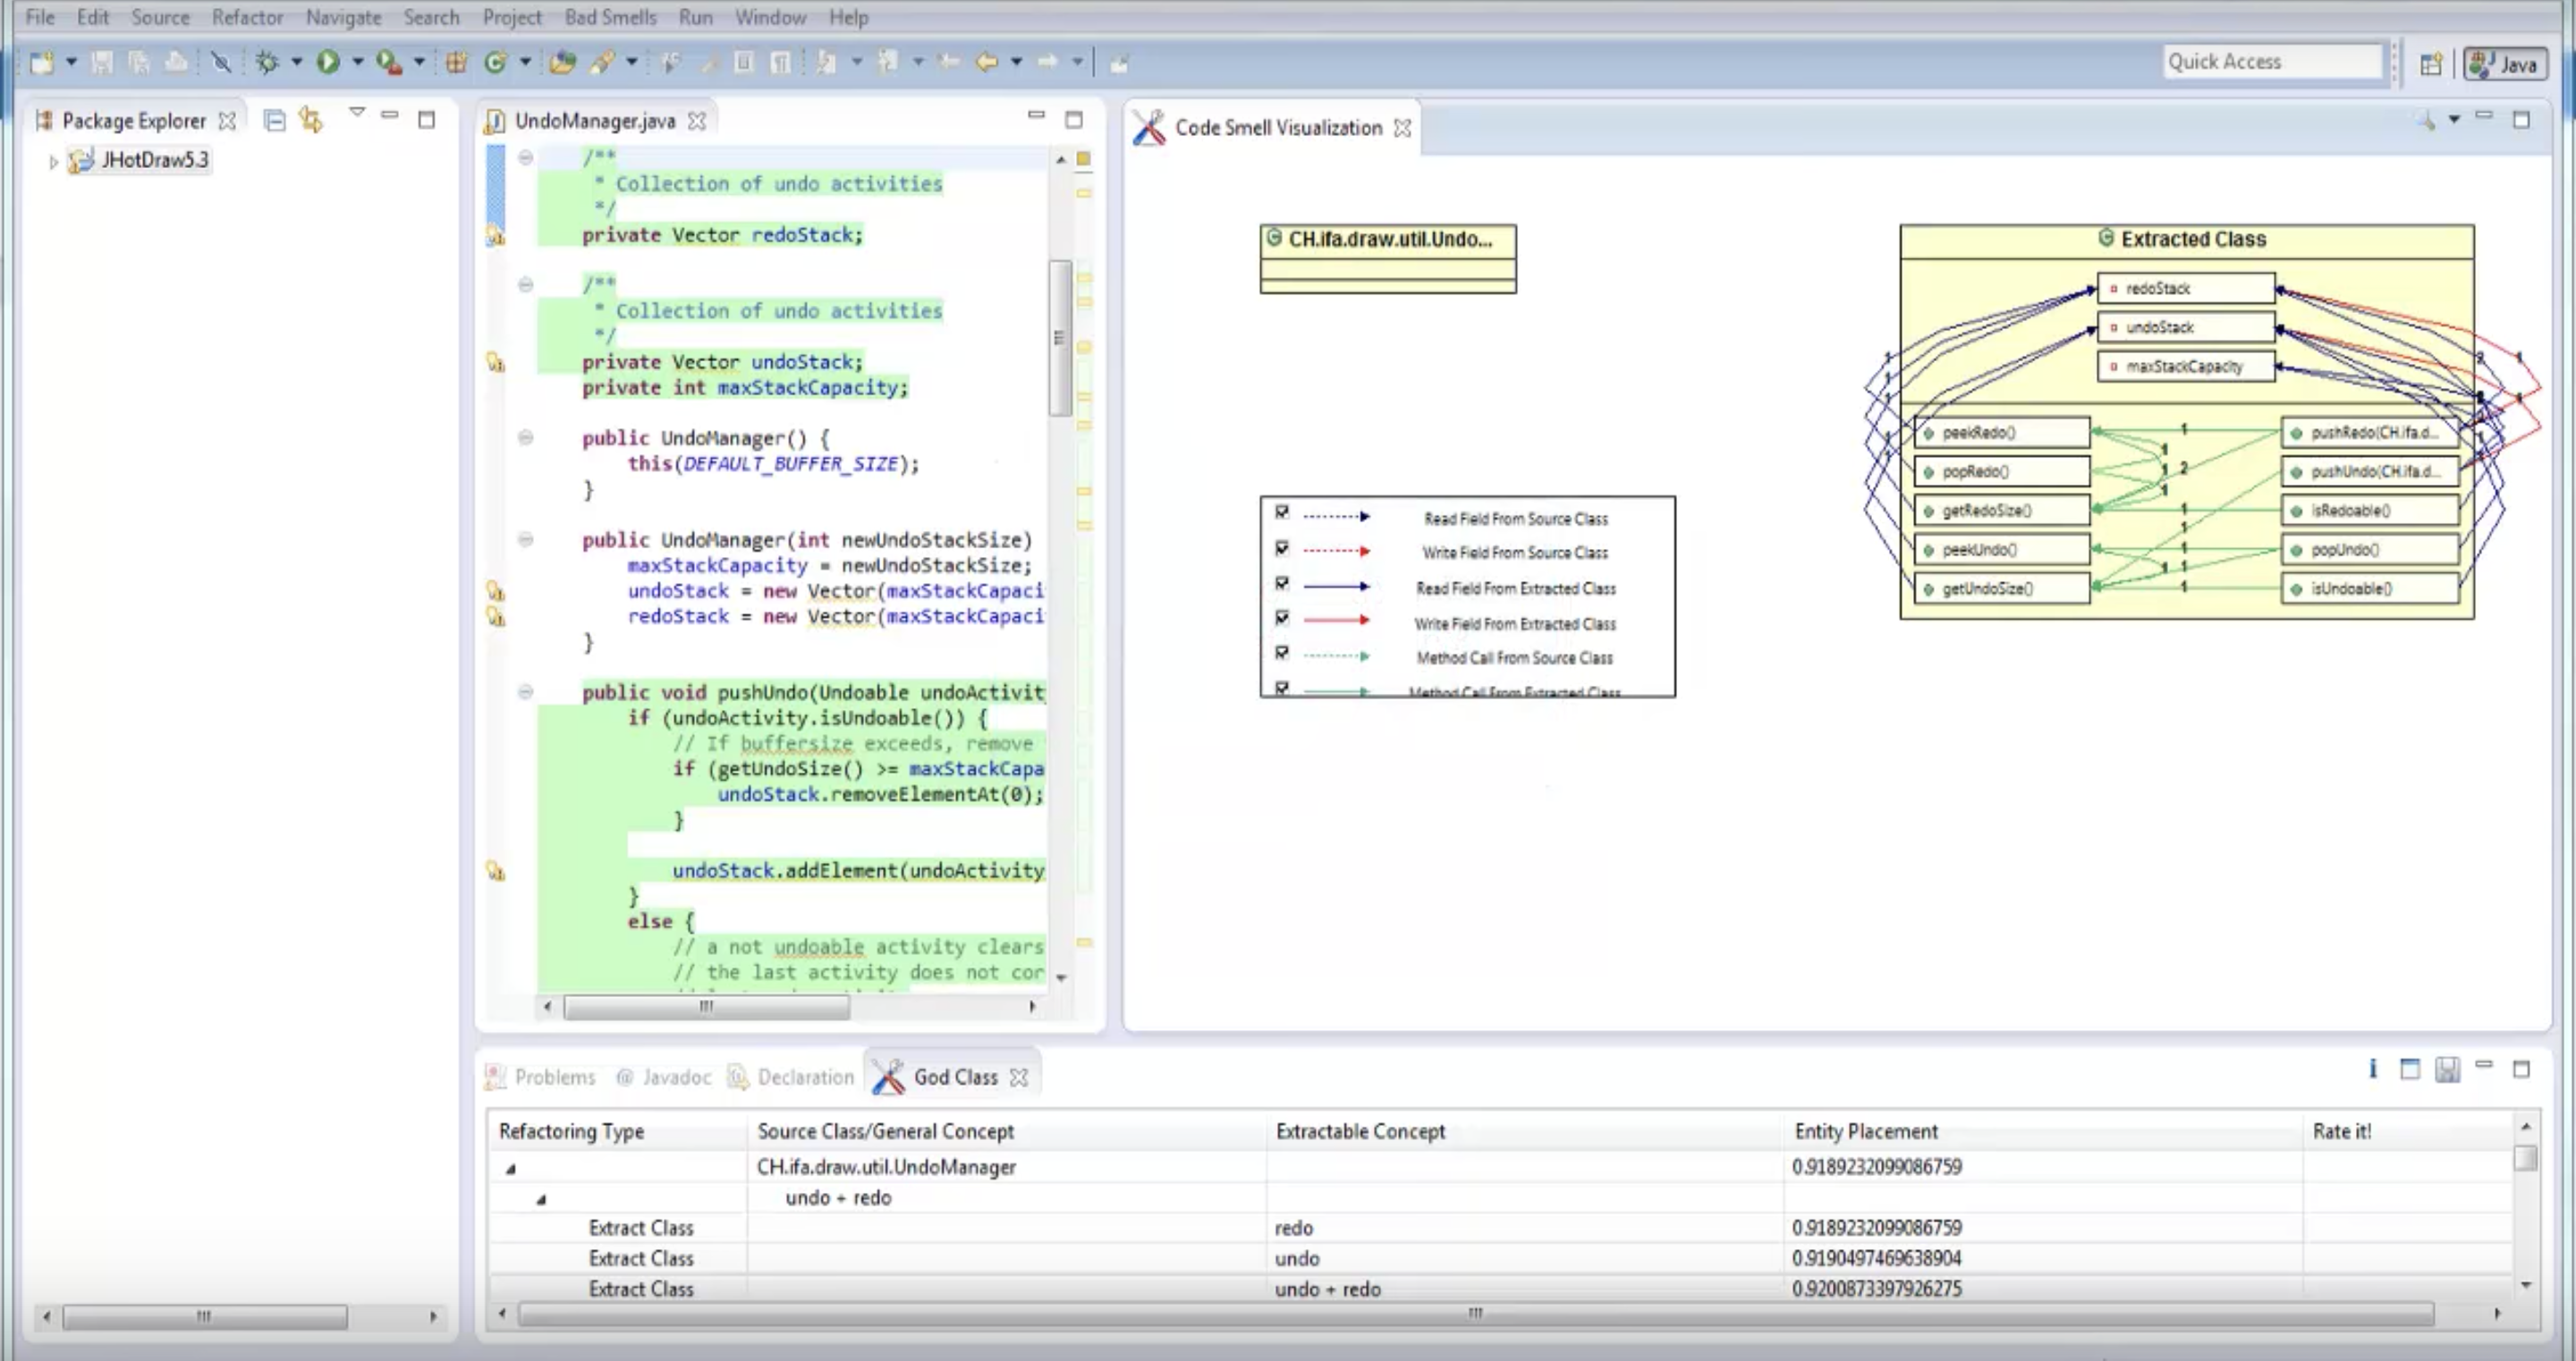 File Edit Source Refactor Navigate Search Project Bad Smells Run Window Help
Quick Access
Java
Package Explorer
JHotDraw5.3
UndoManager.java
/**
* Collection of undo activities
*/
private Vector redoStack;
/**
* Collection of undo activities
*/
private Vector undoStack;
private int maxStackCapacity;
public UndoManager() {
this(DEFAULT_BUFFER_SIZE);
}
public UndoManager(int newUndoStackSize)
maxStackCapacity = newUndoStackSize;
undoStack = new Vector(maxStackCapaci
redoStack = new Vector(maxStackCapaci
}
public void pushUndo(Undoable undoActivit
if (undoActivity.isUndoable()) {
// If buffersize exceeds, remove
if (getUndoSize() >= maxStackCapa
undoStack.removeElementAt(0);
}
undoStack.addElement(undoActivity
}
else {
// a not undoable activity clears
// the last activity does not cor
Code Smell Visualization
CH.ifa.draw.util.Undo...
Read Field From Source Class
Write Field From Source Class
Read Field From Extracted Class
Write Field From Extracted Class
Method Call From Source Class
Method Call From Extracted Class
Extracted Class
redoStack
undoStack
maxStackCapacity
peekRedo() 1 pushRedo(CH.ifa.d...
popRedo() 1 2 pushUndo(CH.ifa.d...
getRedoSize() 1 isRedoable()
peekUndo() 1 popUndo()
getUndoSize() 1 isUndoable()
Problems @ Javadoc Declaration God Class
Refactoring Type Source Class/General Concept Extractable Concept Entity Placement Rate it!
CH.ifa.draw.util.UndoManager 0.9189232099086759
undo + redo
Extract Class redo 0.9189232099086759
Extract Class undo 0.9190497469638904
Extract Class undo + redo 0.9200873397926275